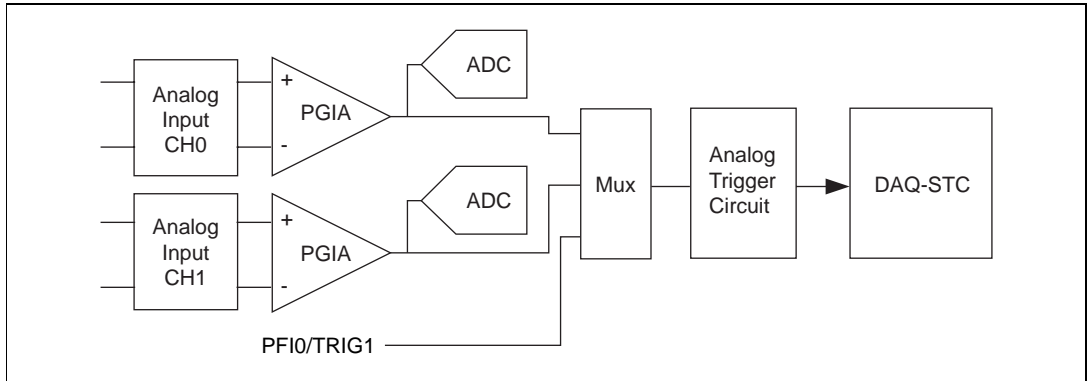 Analog
Input
CH0
+
-
PGIA
ADC
Analog
Input
CH1
+
-
PGIA
ADC
PFI0/TRIG1
Mux
Analog
Trigger
Circuit
DAQ-STC